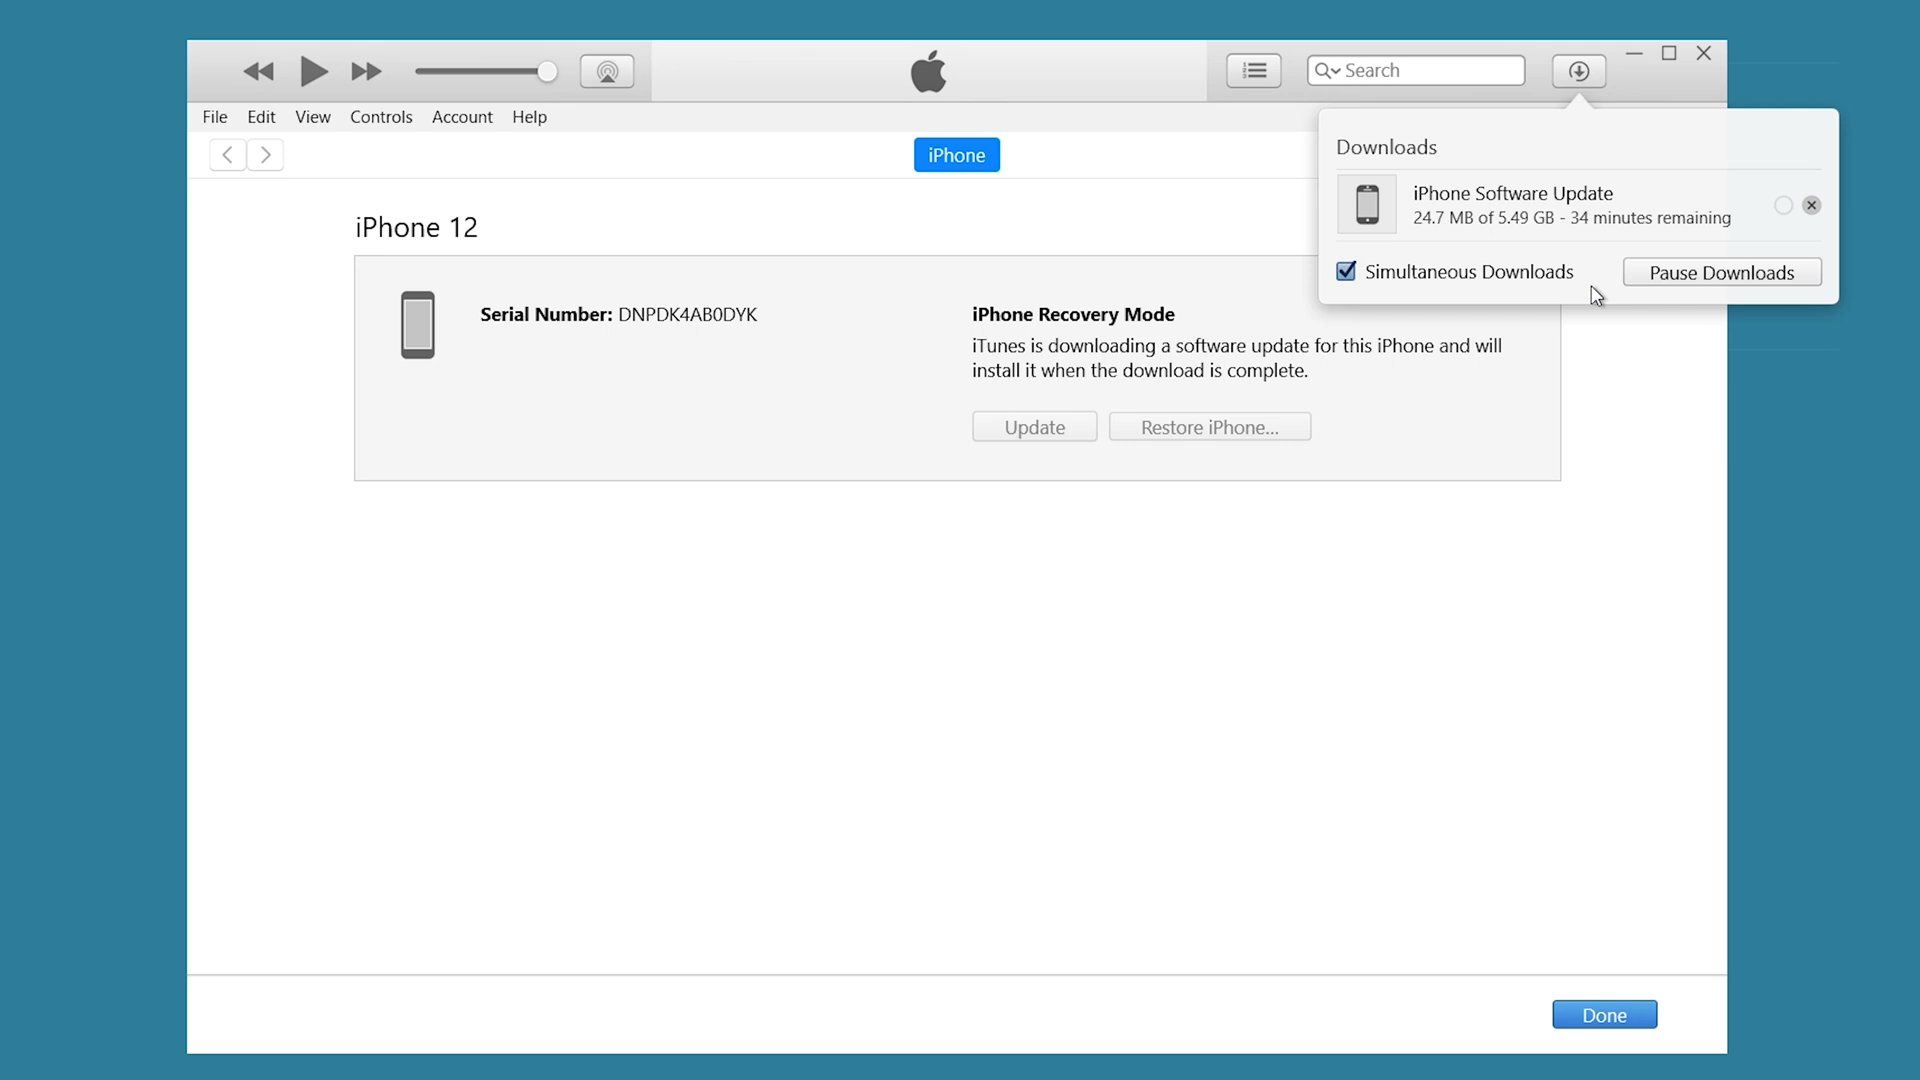 Search
File Edit View Controls Account Help
iPhone
Downloads
iPhone Software Update
24.7 MB of 5.49 GB - 34 minutes remaining
Simultaneous Downloads
Pause Downloads
iPhone 12
Serial Number: DNPDK4AB0DYK
iPhone Recovery Mode
iTunes is downloading a software update for this iPhone and will
install it when the download is complete.
Update
Restore iPhone...
Done